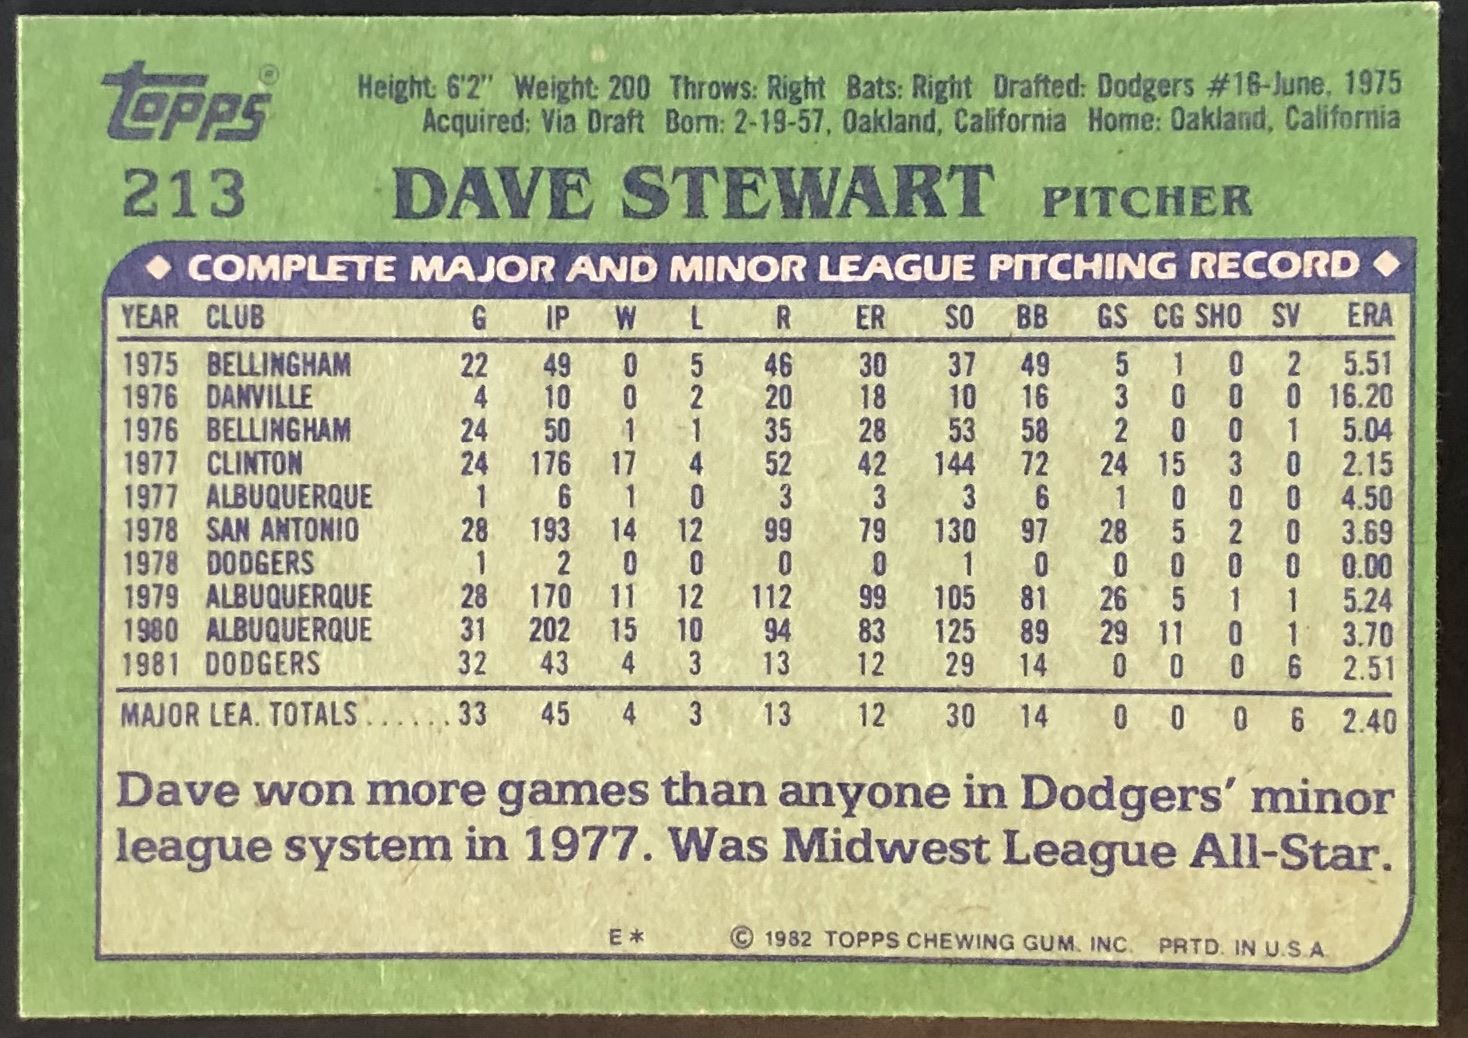 Topps®
Height: 6'2" Weight: 200 Throws: Right Bats: Right Drafted: Dodgers #16-June, 1975
Acquired: Via Draft Born: 2-19-57, Oakland, California Home: Oakland, California
213 DAVE STEWART PITCHER
◆ COMPLETE MAJOR AND MINOR LEAGUE PITCHING RECORD ◆
YEAR CLUB G IP W L R ER SO BB GS CG SHO SV ERA
1975 BELLINGHAM 22 49 0 5 46 30 37 49 5 1 0 2 5.51
1976 DANVILLE 4 10 0 2 20 18 10 16 3 0 0 0 16.20
1976 BELLINGHAM 24 50 1 1 35 28 53 58 2 0 0 1 5.04
1977 CLINTON 24 176 17 4 52 42 144 72 24 15 3 0 2.15
1977 ALBUQUERQUE 1 6 1 0 3 3 3 6 1 0 0 0 4.50
1978 SAN ANTONIO 28 193 14 12 99 79 130 97 28 5 2 0 3.69
1978 DODGERS 1 2 0 0 0 0 1 0 0 0 0 0 0.00
1979 ALBUQUERQUE 28 170 11 12 112 99 105 81 26 5 1 1 5.24
1980 ALBUQUERQUE 31 202 15 10 94 83 125 89 29 11 0 1 3.70
1981 DODGERS 32 43 4 3 13 12 29 14 0 0 0 6 2.51
MAJOR LEA. TOTALS......33 45 4 3 13 12 30 14 0 0 0 6 2.40
Dave won more games than anyone in Dodgers' minor
league system in 1977. Was Midwest League All-Star.
E* © 1982 TOPPS CHEWING GUM. INC. PRTD. IN U.S.A.